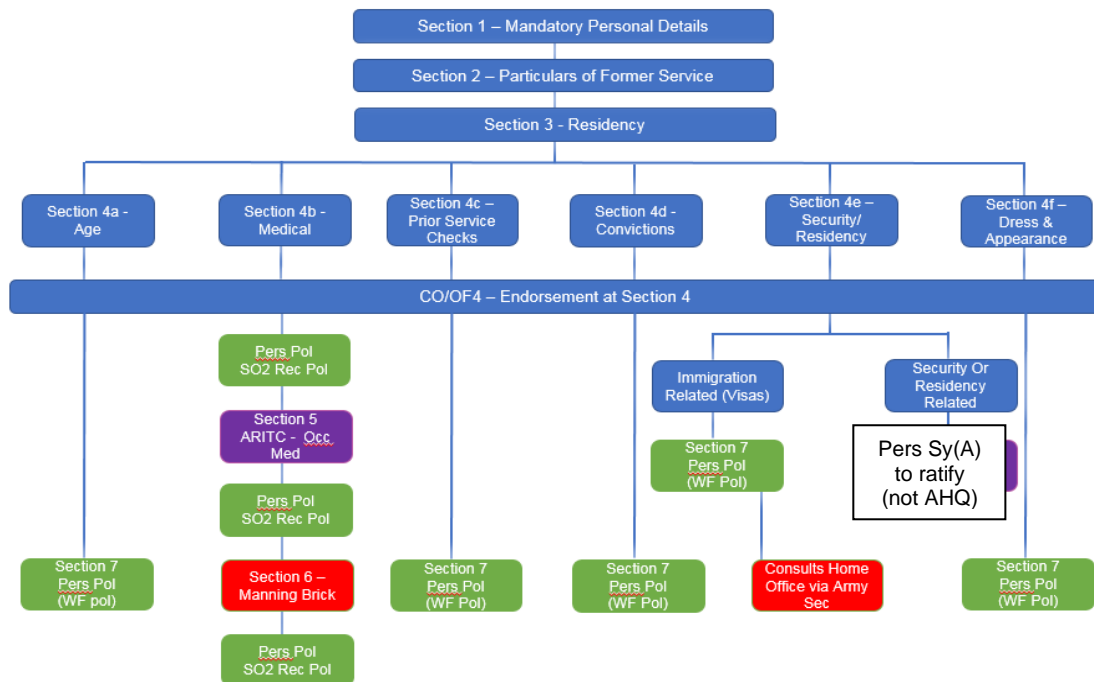 Section 1 – Mandatory Personal Details
Section 2 – Particulars of Former Service
Section 3 - Residency
Section 4a -
Age
Section 4b -
Medical
Section 4c –
Prior Service
Checks
Section 4d -
Convictions
Section 4e –
Security/
Residency
Section 4f –
Dress &
Appearance
CO/OF4 – Endorsement at Section 4
Pers Pol
SO2 Rec Pol
Immigration
Related (Visas)
Security Or
Residency
Related
Section 5
ARITC - Occ
Med
Section 7
Pers Pol
(WF Pol)
Pers Sy(A)
to ratify
(not AHQ)
Pers Pol
SO2 Rec Pol
Section 7
Pers Pol
(WF pol)
Section 6 –
Manning Brick
Section 7
Pers Pol
(WF Pol)
Section 7
Pers Pol
(WF Pol)
Consults Home
Office via Army
Sec
Section 7
Pers Pol
(WF Pol)
Pers Pol
SO2 Rec Pol